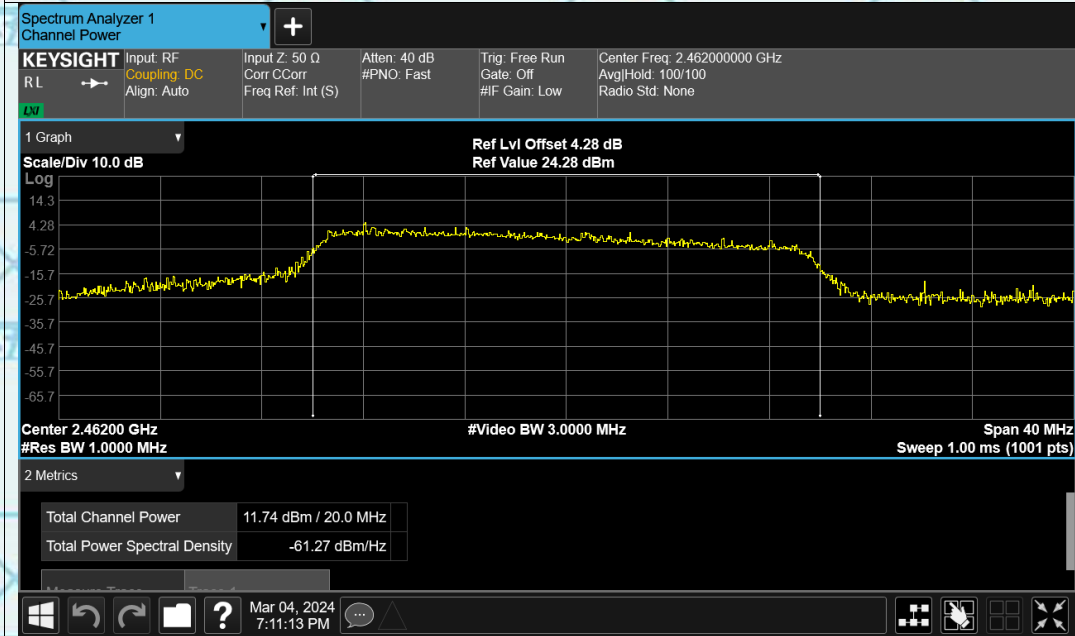 Spectrum Analyzer 1
Channel Power
KEYSIGHT
R L
LXI
Input: RF
Coupling: DC
Align: Auto
Input Z: 50 Ω
Corr CCorr
Freq Ref: Int (S)
Atten: 40 dB
#PNO: Fast
Trig: Free Run
Gate: Off
#IF Gain: Low
Center Freq: 2.462000000 GHz
Avg|Hold: 100/100
Radio Std: None
1 Graph
Scale/Div 10.0 dB
Ref Lvl Offset 4.28 dB
Ref Value 24.28 dBm
Log
14.3
4.28
-5.72
-15.7
-25.7
-35.7
-45.7
-55.7
-65.7
Center 2.46200 GHz
#Video BW 3.0000 MHz
Span 40 MHz
#Res BW 1.0000 MHz
Sweep 1.00 ms (1001 pts)
2 Metrics
Total Channel Power 11.74 dBm / 20.0 MHz
Total Power Spectral Density -61.27 dBm/Hz
Mar 04, 2024
7:11:13 PM